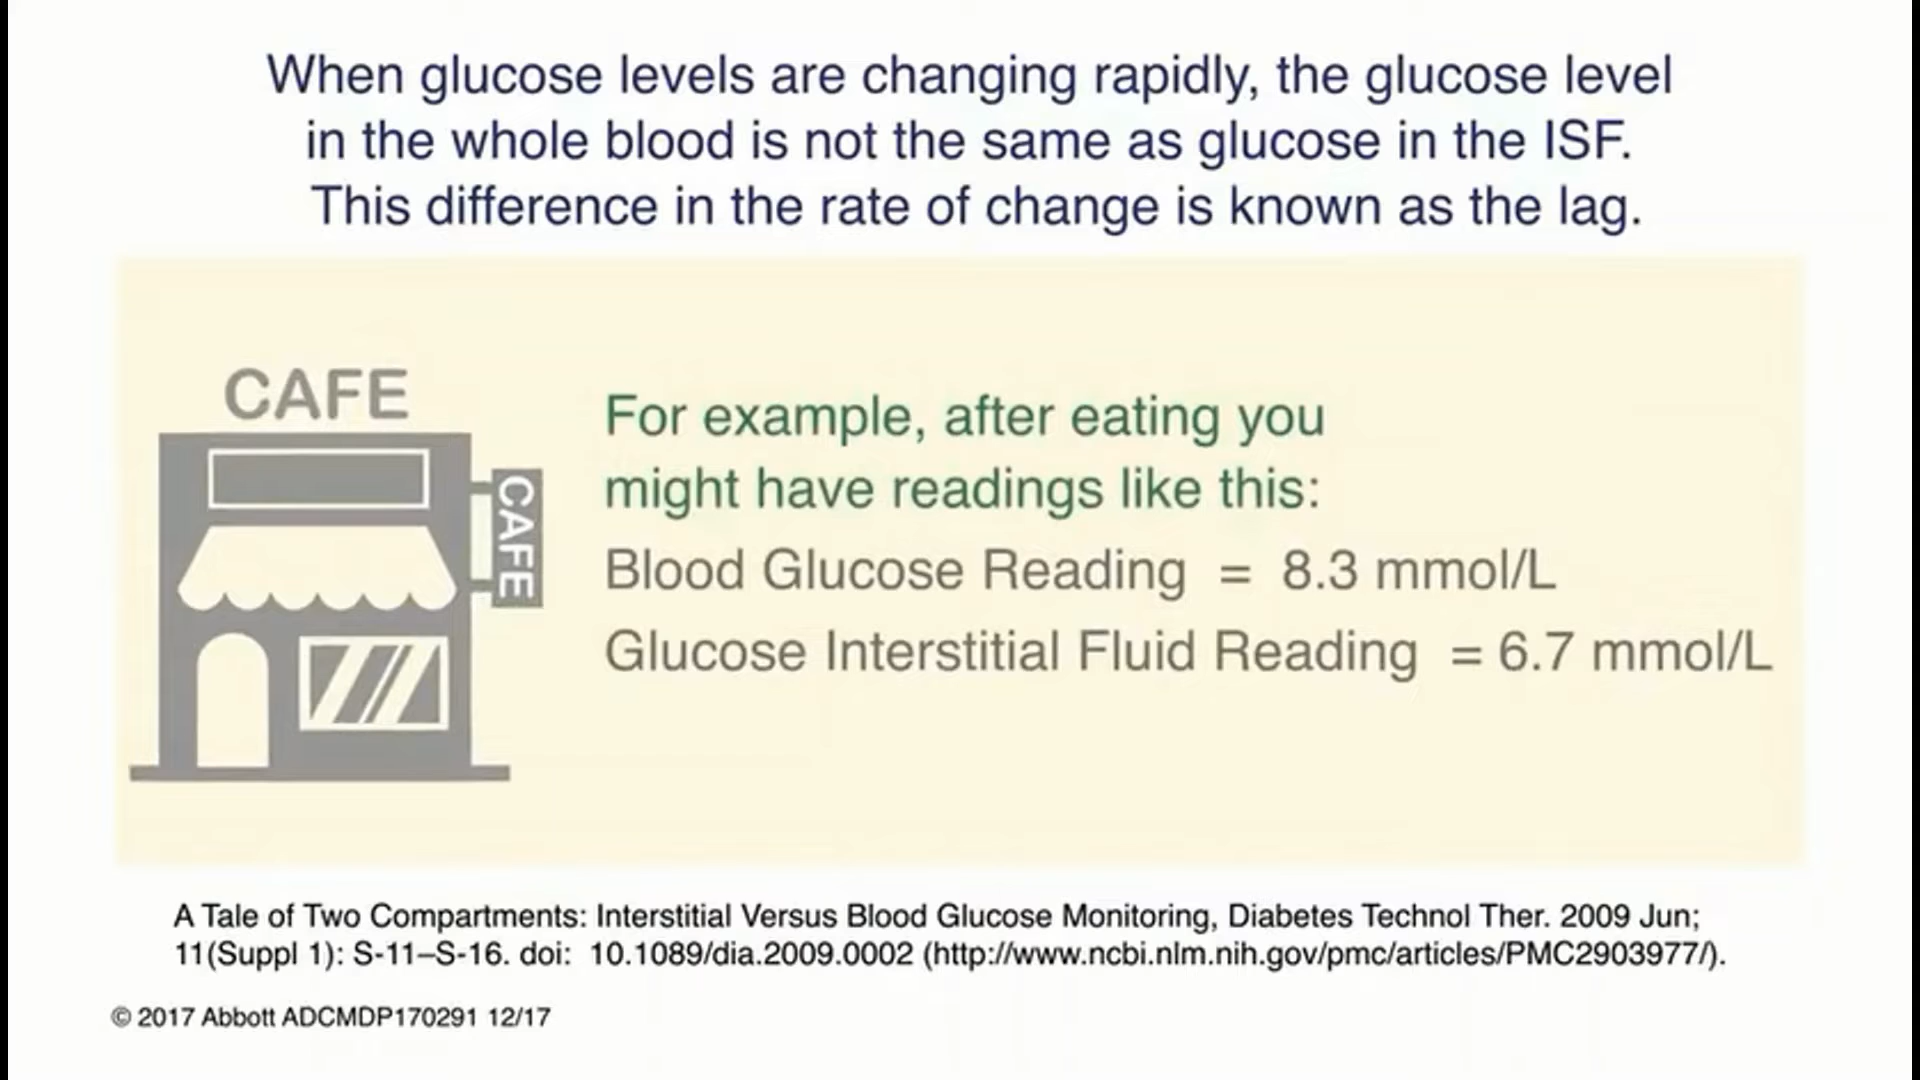 When glucose levels are changing rapidly, the glucose level
in the whole blood is not the same as glucose in the ISF.
This difference in the rate of change is known as the lag.
CAFE
CAFE
For example, after eating you
might have readings like this:
Blood Glucose Reading = 8.3 mmol/L
Glucose Interstitial Fluid Reading = 6.7 mmol/L
A Tale of Two Compartments: Interstitial Versus Blood Glucose Monitoring, Diabetes Technol Ther. 2009 Jun;
11(Suppl 1): S-11–S-16. doi: 10.1089/dia.2009.0002 (http://www.ncbi.nlm.nih.gov/pmc/articles/PMC2903977/).
© 2017 Abbott ADCMDP170291 12/17